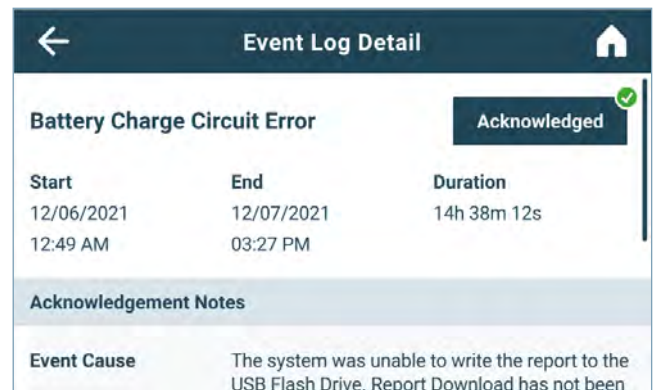 Event Log Detail
Battery Charge Circuit Error
Acknowledged
Start End Duration
12/06/2021 12/07/2021 14h 38m 12s
12:49 AM 03:27 PM
Acknowledgement Notes
Event Cause The system was unable to write the report to the
USB Flash Drive. Report Download has not been